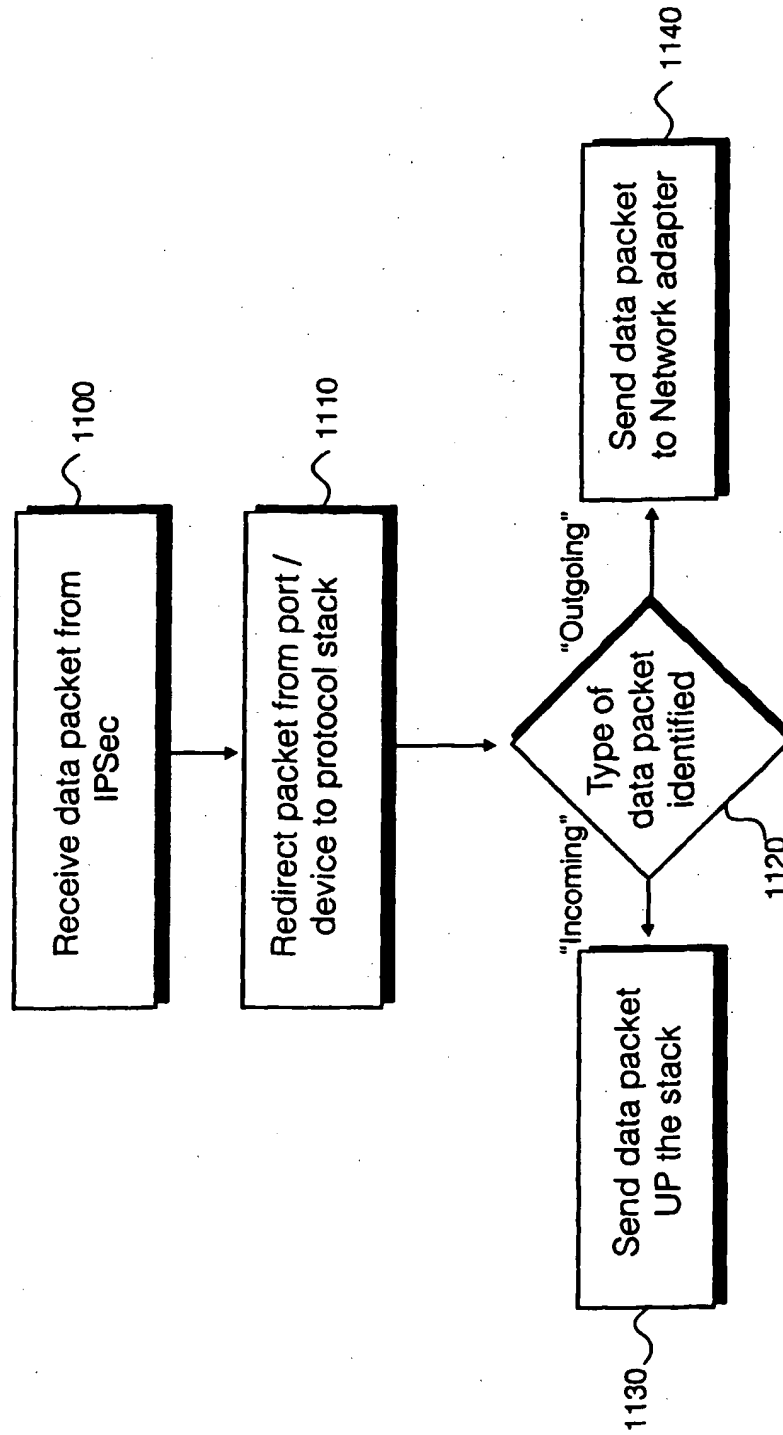 Receive data packet from
IPSec
1100
Redirect packet from port /
device to protocol stack
1110
Type of
data packet
identified
1120
"Incoming"
"Outgoing"
Send data packet
UP the stack
1130
Send data packet
to Network adapter
1140